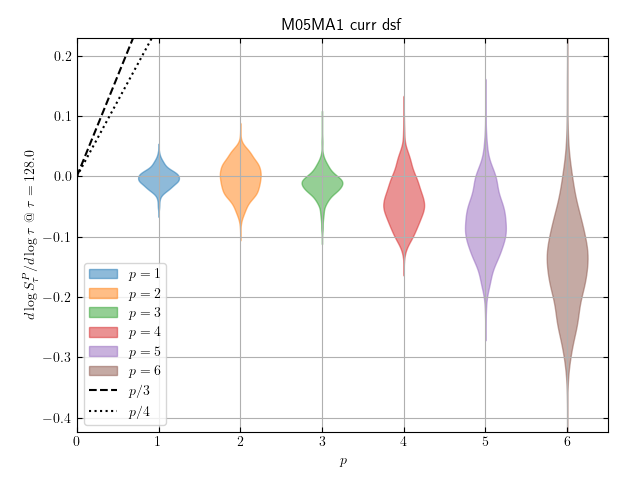 M05MA1 curr dsf
d log S_τ^P / d log τ @ τ = 128.0
0.2
0.1
0.0
−0.1
−0.2
−0.3
−0.4
p = 1
p = 2
p = 3
p = 4
p = 5
p = 6
p/3
p/4
0 1 2 3 4 5 6
p